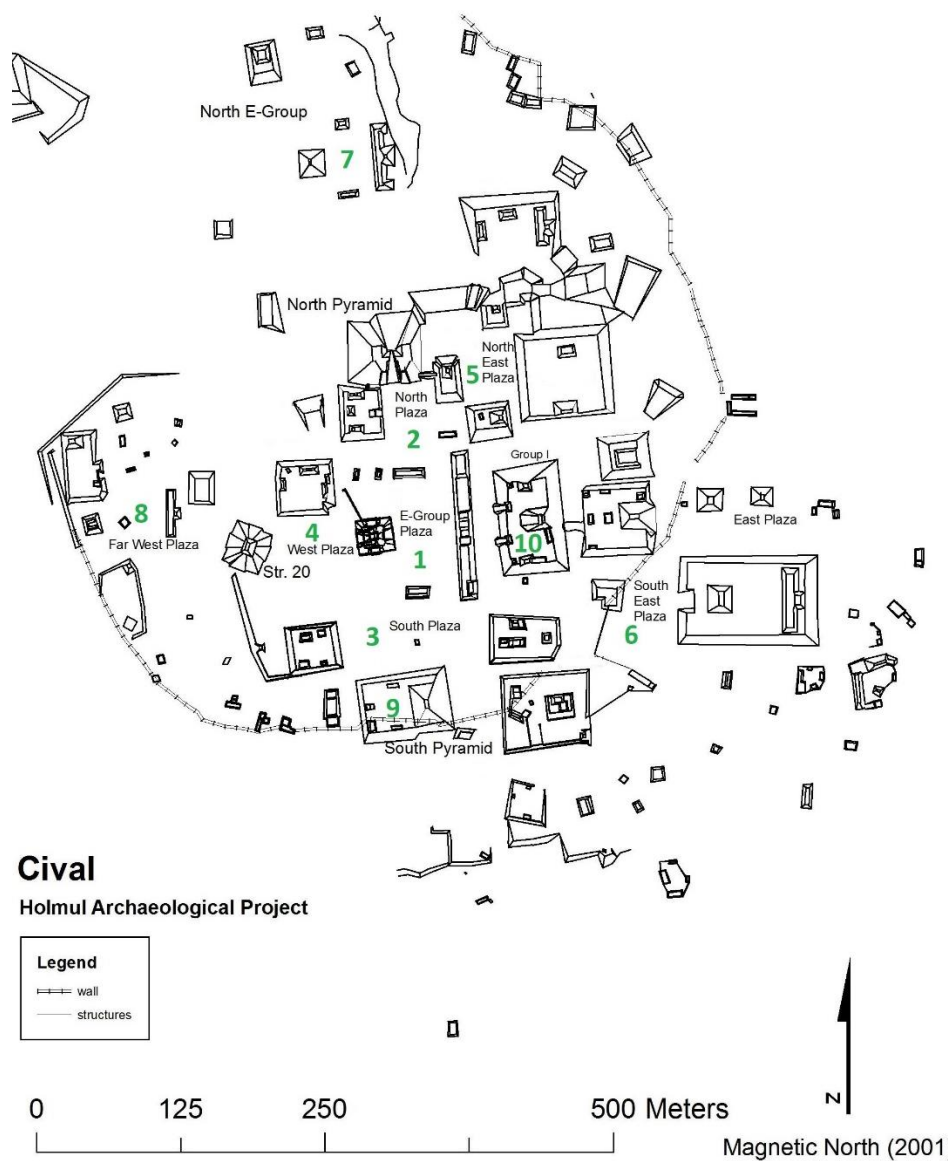 North E-Group
7
North Pyramid
North
East
Plaza
5
North
Plaza
2
Group I
E-Group
Plaza
1
8
Far West Plaza
4
West Plaza
Str. 20
10
East Plaza
South
East
Plaza
6
3
South Plaza
9
South Pyramid
Cival
Holmul Archaeological Project
Legend
wall
structures
0 125 250 500 Meters
N
Magnetic North (2001